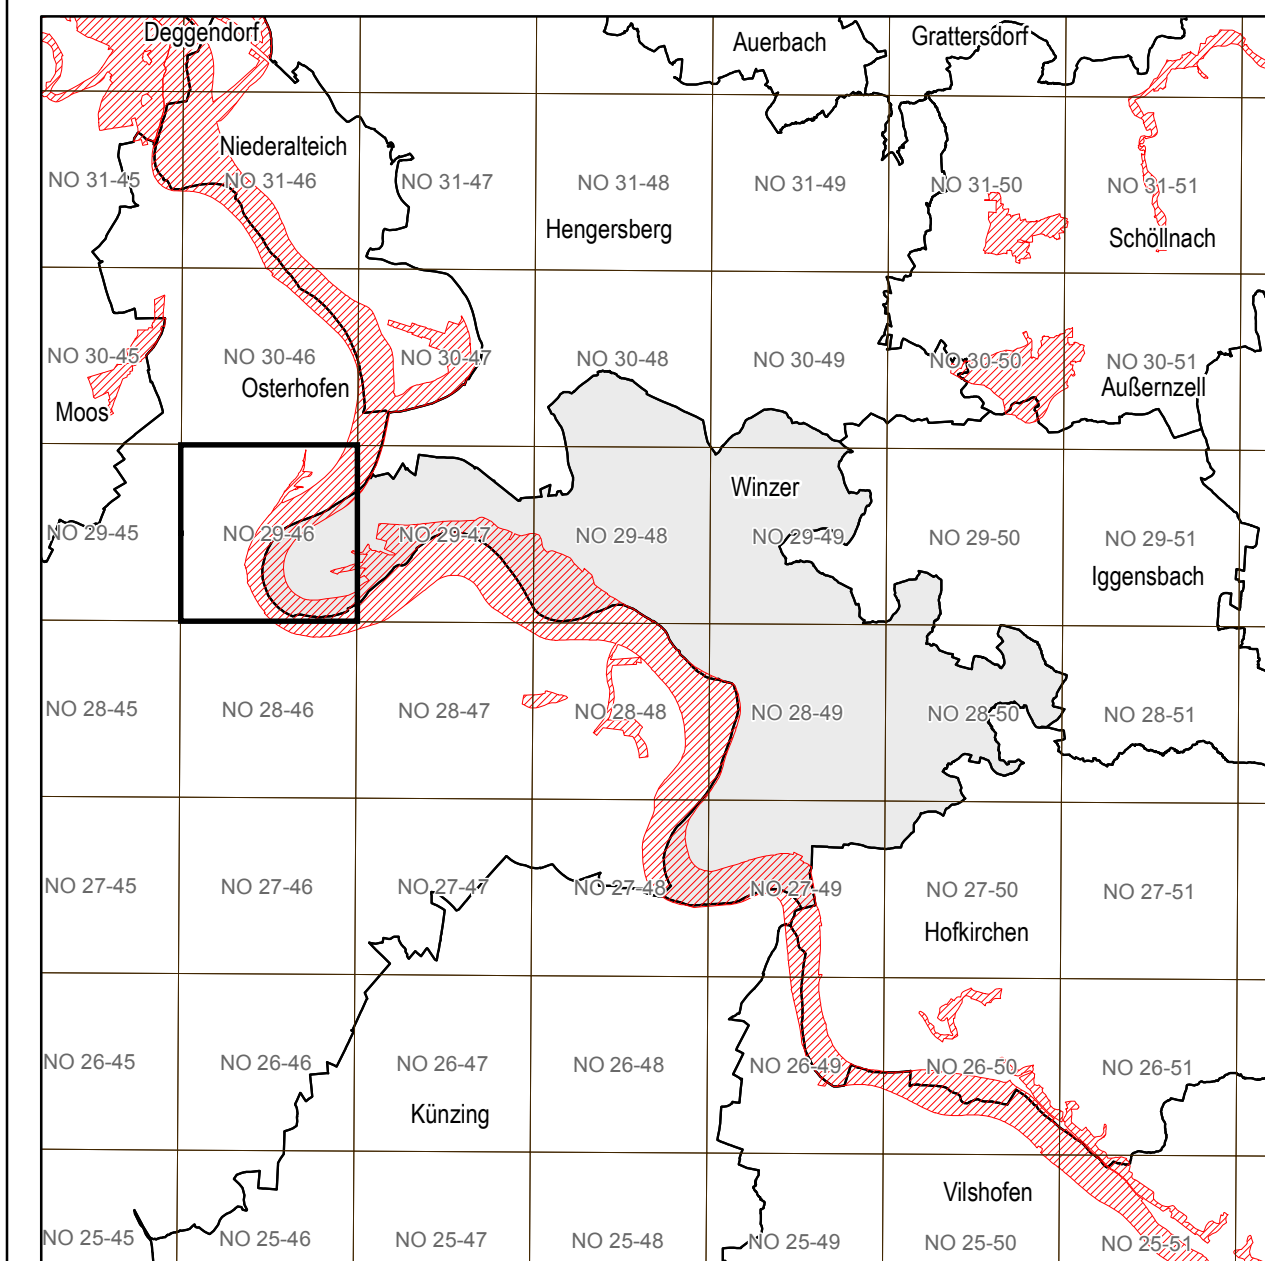 Deggendorf
Auerbach
Grattersdorf
Niederalteich
NO 31-45
NO 31-46
NO 31-47
NO 31-48
NO 31-49
NO 31-50
NO 31-51
Hengersberg
Schöllnach
NO 30-45
NO 30-46
NO 30-47
NO 30-48
NO 30-49
NO 30-50
NO 30-51
Osterhofen
Außernzell
Moos
Winzer
NO 29-45
NO 29-46
NO 29-47
NO 29-48
NO 29-49
NO 29-50
NO 29-51
Iggensbach
NO 28-45
NO 28-46
NO 28-47
NO 28-48
NO 28-49
NO 28-50
NO 28-51
NO 27-45
NO 27-46
NO 27-47
NO 27-48
NO 27-49
NO 27-50
NO 27-51
Hofkirchen
NO 26-45
NO 26-46
NO 26-47
NO 26-48
NO 26-49
NO 26-50
NO 26-51
Künzing
Vilshofen
NO 25-45
NO 25-46
NO 25-47
NO 25-48
NO 25-49
NO 25-50
NO 25-51